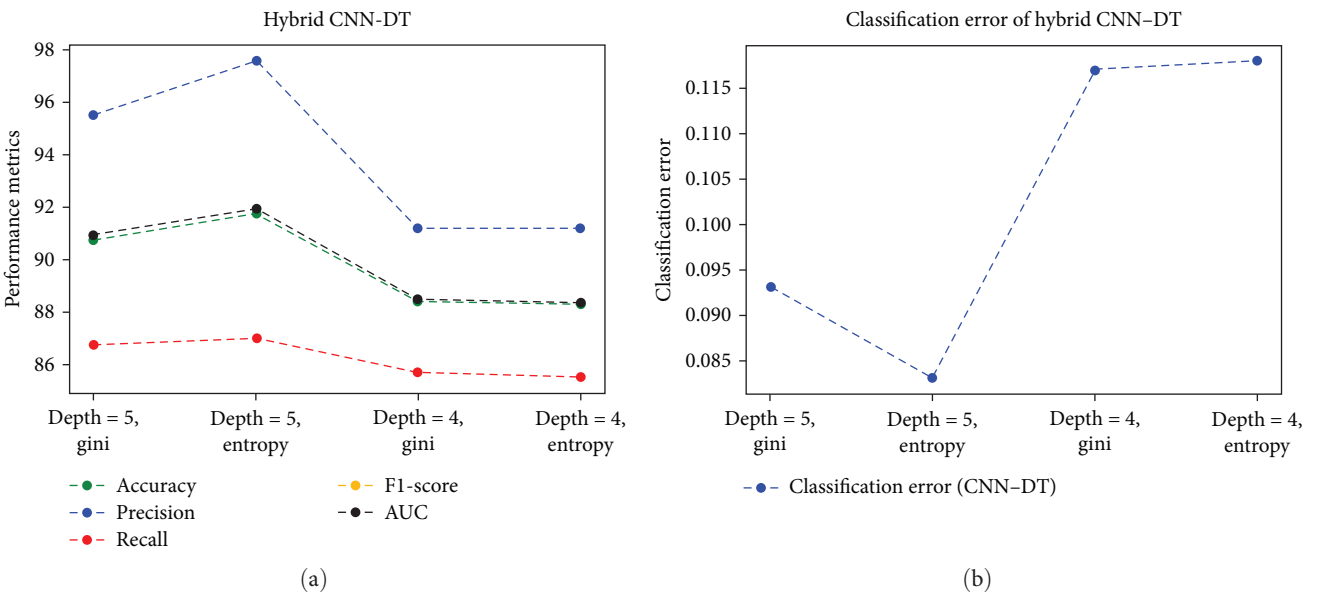 Hybrid CNN-DT
Performance metrics
98
96
94
92
90
88
86
Depth = 5,
gini
Depth = 5,
entropy
Depth = 4,
gini
Depth = 4,
entropy
Accuracy
Precision
Recall
F1-score
AUC
(a)
Classification error of hybrid CNN–DT
Classification error
0.115
0.110
0.105
0.100
0.095
0.090
0.085
Depth = 5,
gini
Depth = 5,
entropy
Depth = 4,
gini
Depth = 4,
entropy
Classification error (CNN–DT)
(b)